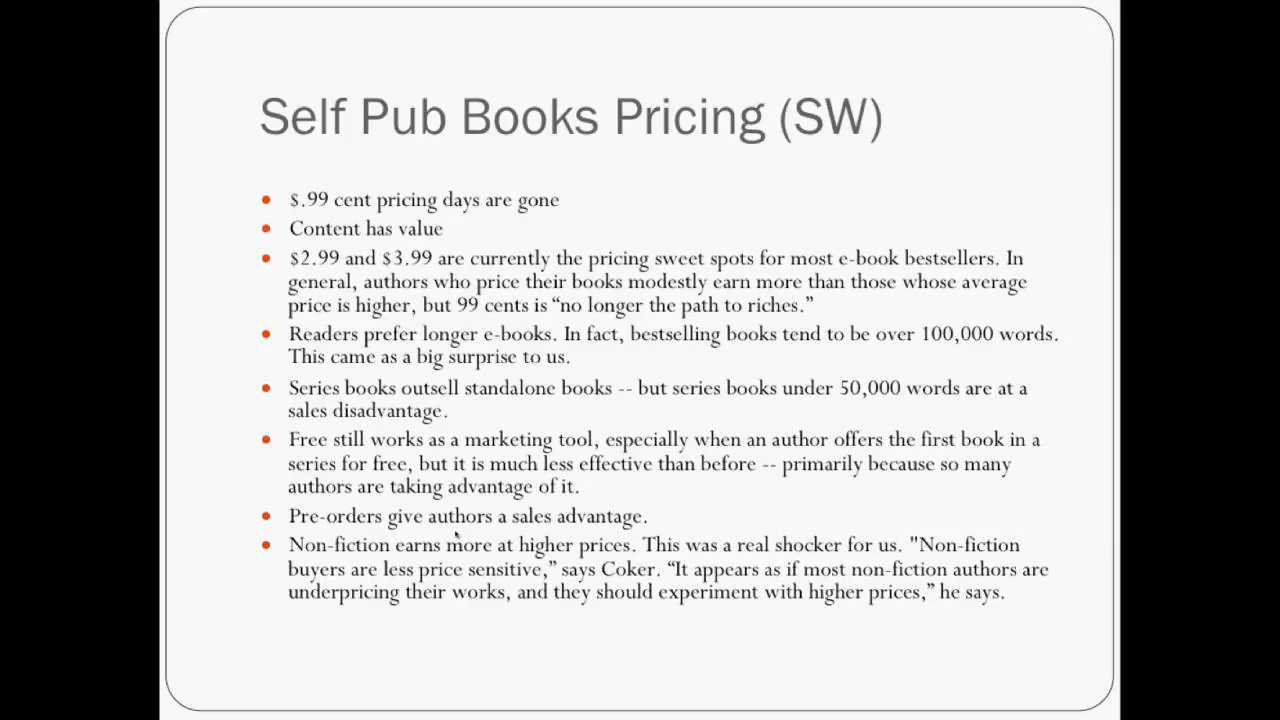 Self Pub Books Pricing (SW)
$.99 cent pricing days are gone
Content has value
$2.99 and $3.99 are currently the pricing sweet spots for most e-book bestsellers. In
general, authors who price their books modestly earn more than those whose average
price is higher, but 99 cents is “no longer the path to riches.”
Readers prefer longer e-books. In fact, bestselling books tend to be over 100,000 words.
This came as a big surprise to us.
Series books outsell standalone books -- but series books under 50,000 words are at a
sales disadvantage.
Free still works as a marketing tool, especially when an author offers the first book in a
series for free, but it is much less effective than before -- primarily because so many
authors are taking advantage of it.
Pre-orders give authors a sales advantage.
Non-fiction earns more at higher prices. This was a real shocker for us. "Non-fiction
buyers are less price sensitive,” says Coker. “It appears as if most non-fiction authors are
underpricing their works, and they should experiment with higher prices,” he says.